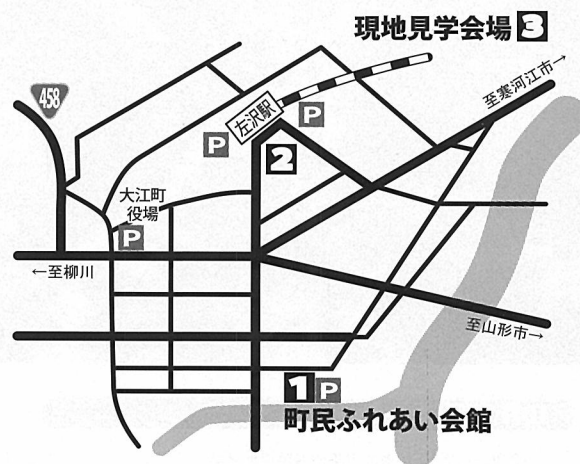 現地見学会場 3
458
至寒河江市→
左沢駅
P
P
2
大江町
役場
P
←至柳川
至山形市→
1 P
町民ふれあい会館